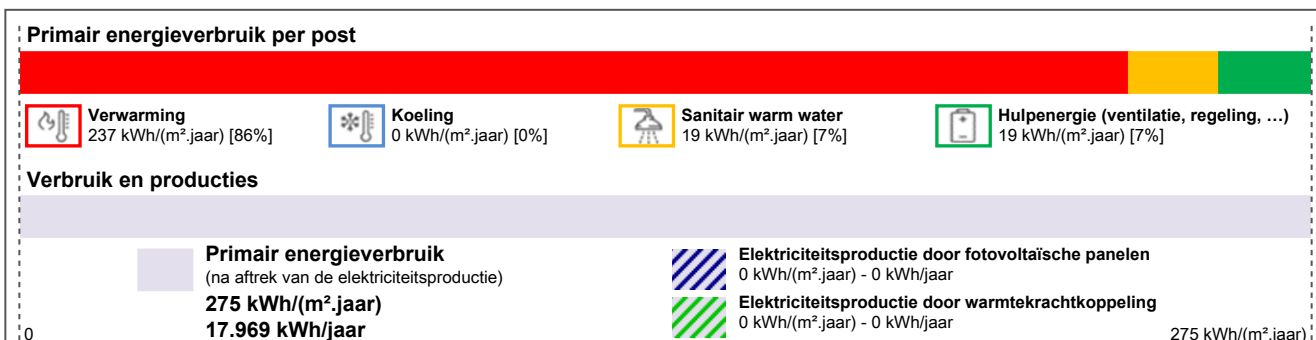 Primair energieverbruik per post
Verwarming
237 kWh/(m².jaar) [86%]
Koeling
0 kWh/(m².jaar) [0%]
Sanitair warm water
19 kWh/(m².jaar) [7%]
Hulpenergie (ventilatie, regeling, …)
19 kWh/(m².jaar) [7%]
Verbruik en producties
Primair energieverbruik
(na aftrek van de elektriciteitsproductie)
275 kWh/(m².jaar)
17.969 kWh/jaar
Elektriciteitsproductie door fotovoltaïsche panelen
0 kWh/(m².jaar) - 0 kWh/jaar
Elektriciteitsproductie door warmtekrachtkoppeling
0 kWh/(m².jaar) - 0 kWh/jaar
0
275 kWh/(m².jaar)